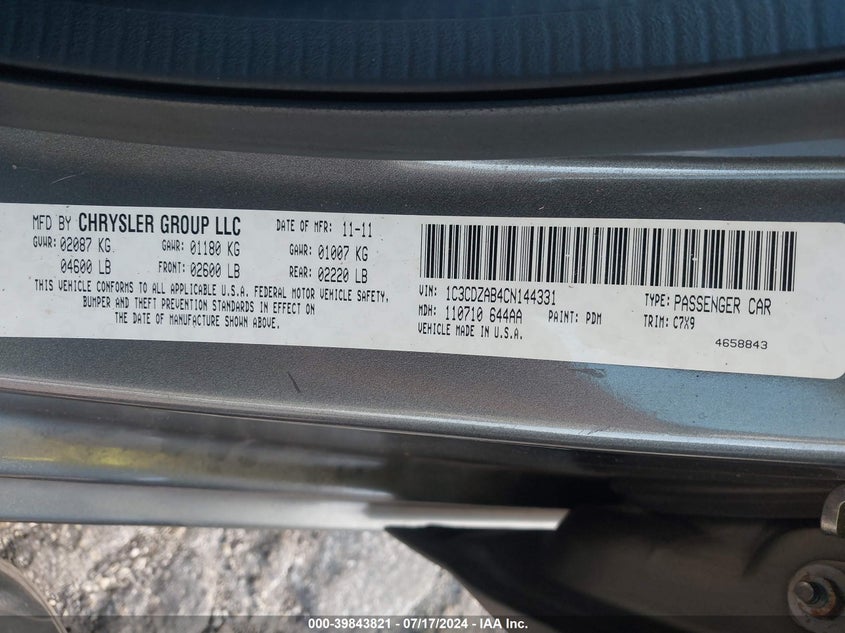 MFD BY CHRYSLER GROUP LLC DATE OF MFR: 11-11
GVWR: 02087 KG. GAWR: 01180 KG GAWR: 01007 KG
04600 LB FRONT: 02600 LB REAR: 02220 LB
THIS VEHICLE CONFORMS TO ALL APPLICABLE U.S.A. FEDERAL MOTOR VEHICLE SAFETY,
BUMPER AND THEFT PREVENTION STANDARDS IN EFFECT ON
THE DATE OF MANUFACTURE SHOWN ABOVE.
VIN: 1C3CDZAB4CN144331 TYPE: PASSENGER CAR
MDH: 110710 644AA PAINT: PDM TRIM: C7X9
VEHICLE MADE IN U.S.A.
4658843
000-39843821 - 07/17/2024 - IAA Inc.